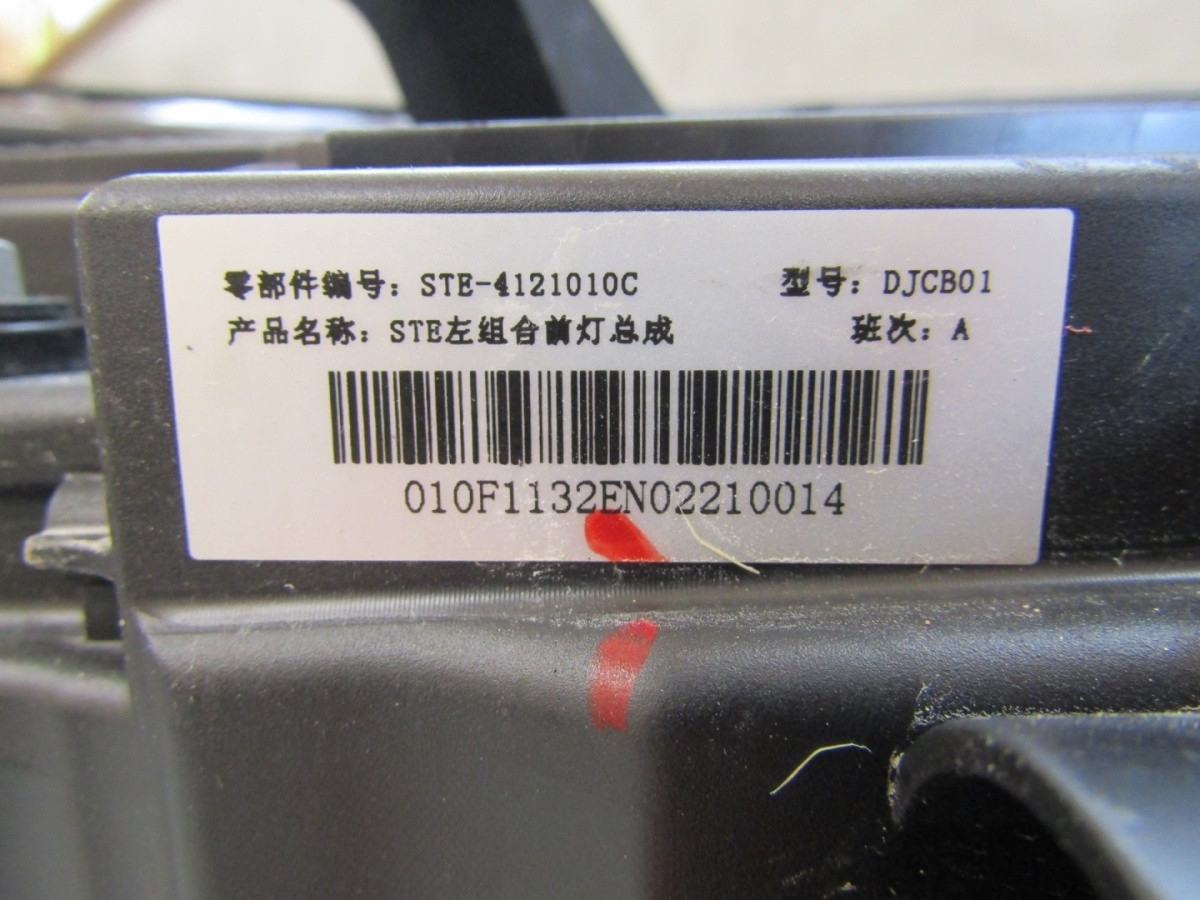 零部件编号: STE-4121010C 型号: DJCB01
产品名称: STE左组合前灯总成 班次: A
010F1132EN02210014